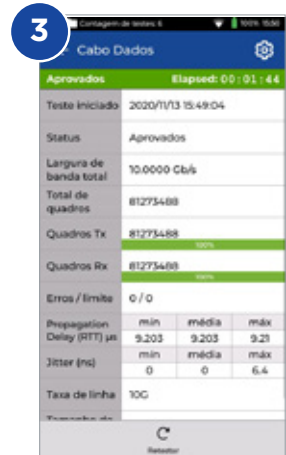 3
Contagem de testes: 6 100% 15:50
Cabo Dados
Aprovados Elapsed: 00:01:44
Teste iniciado 2020/11/13 15:49:04
Status Aprovados
Largura de banda total 10.0000 Gb/s
Total de quadros 81273488
Quadros Tx 81273488
100%
Quadros Rx 81273488
100%
Erros / limite 0 / 0
Propagation Delay (RTT) µs min média máx
9.203 9.203 9.21
Jitter (ns) min média máx
0 0 6.4
Taxa de linha 10G
Tamanho de
Retestar